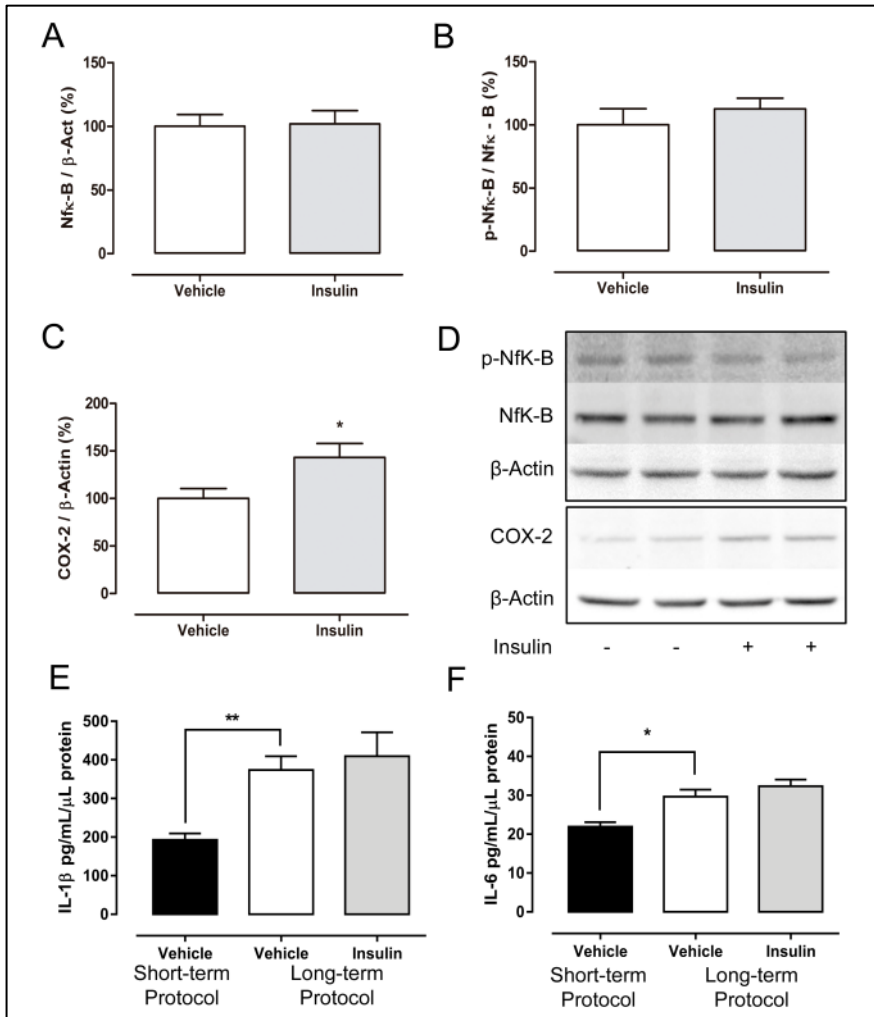 A
Nfκ-B / β-Act (%)
150
100
50
0
Vehicle Insulin
B
p-Nfκ-B / Nfκ - B (%)
150
100
50
0
Vehicle Insulin
C
COX-2 / β-Actin (%)
200
150
100
50
0
*
Vehicle Insulin
D
p-NfK-B
NfK-B
β-Actin
COX-2
β-Actin
Insulin - - + +
E
IL-1β pg/mL/μL protein
500
400
300
200
100
0
**
Vehicle Vehicle Insulin
Short-term Long-term
Protocol Protocol
F
IL-6 pg/mL/μL protein
50
40
30
20
10
0
*
Vehicle Vehicle Insulin
Short-term Long-term
Protocol Protocol